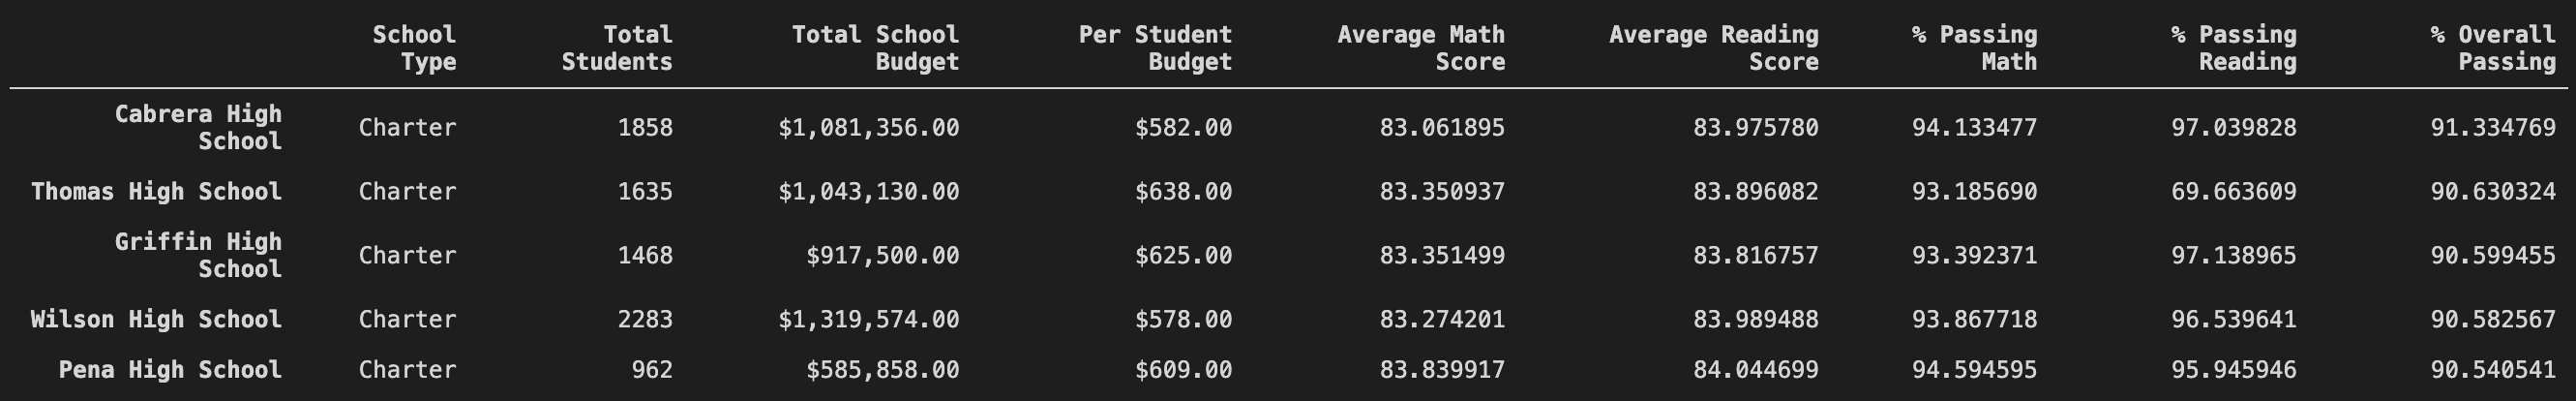 School Total Total School Per Student Average Math Average Reading % Passing % Passing % Overall
Type Students Budget Budget Score Score Math Reading Passing
Cabrera High
School Charter 1858 $1,081,356.00 $582.00 83.061895 83.975780 94.133477 97.039828 91.334769
Thomas High School Charter 1635 $1,043,130.00 $638.00 83.350937 83.896082 93.185690 69.663609 90.630324
Griffin High
School Charter 1468 $917,500.00 $625.00 83.351499 83.816757 93.392371 97.138965 90.599455
Wilson High School Charter 2283 $1,319,574.00 $578.00 83.274201 83.989488 93.867718 96.539641 90.582567
Pena High School Charter 962 $585,858.00 $609.00 83.839917 84.044699 94.594595 95.945946 90.540541